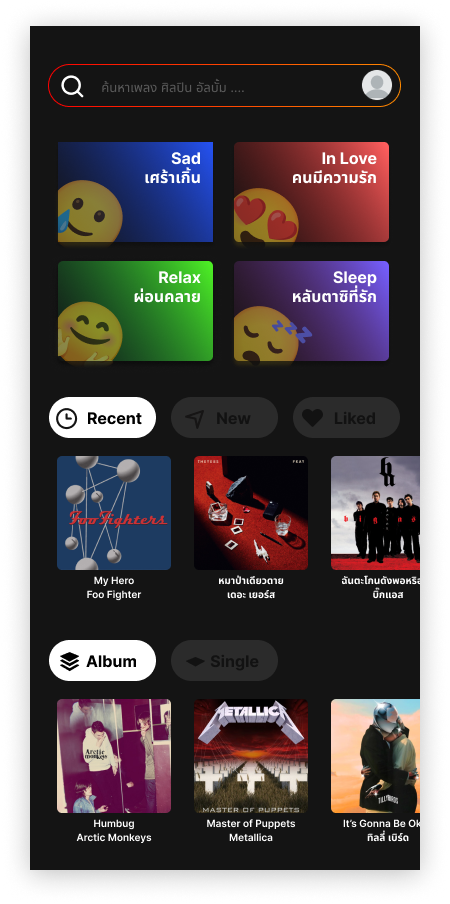 ค้นหาเพลง ศิลปิน อัลบั้ม ....
Sad
เศร้าเกิ้น
In Love
คนมีความรัก
Relax
ผ่อนคลาย
Sleep
หลับตาซิที่รัก
Recent
New
Liked
Foo Fighters
THE YERS
FEAT
bigass
My Hero
Foo Fighter
หมาป่าเดียวดาย
เดอะ เยอร์ส
ฉันตะโกนดังพอหรือ
บิ๊กแอส
Album
Single
Arctic
monkeys
METALLICA
MASTER OF PUPPETS
TILLY BIRDS
Humbug
Arctic Monkeys
Master of Puppets
Metallica
It's Gonna Be Ok
ทิลลี่ เบิร์ด